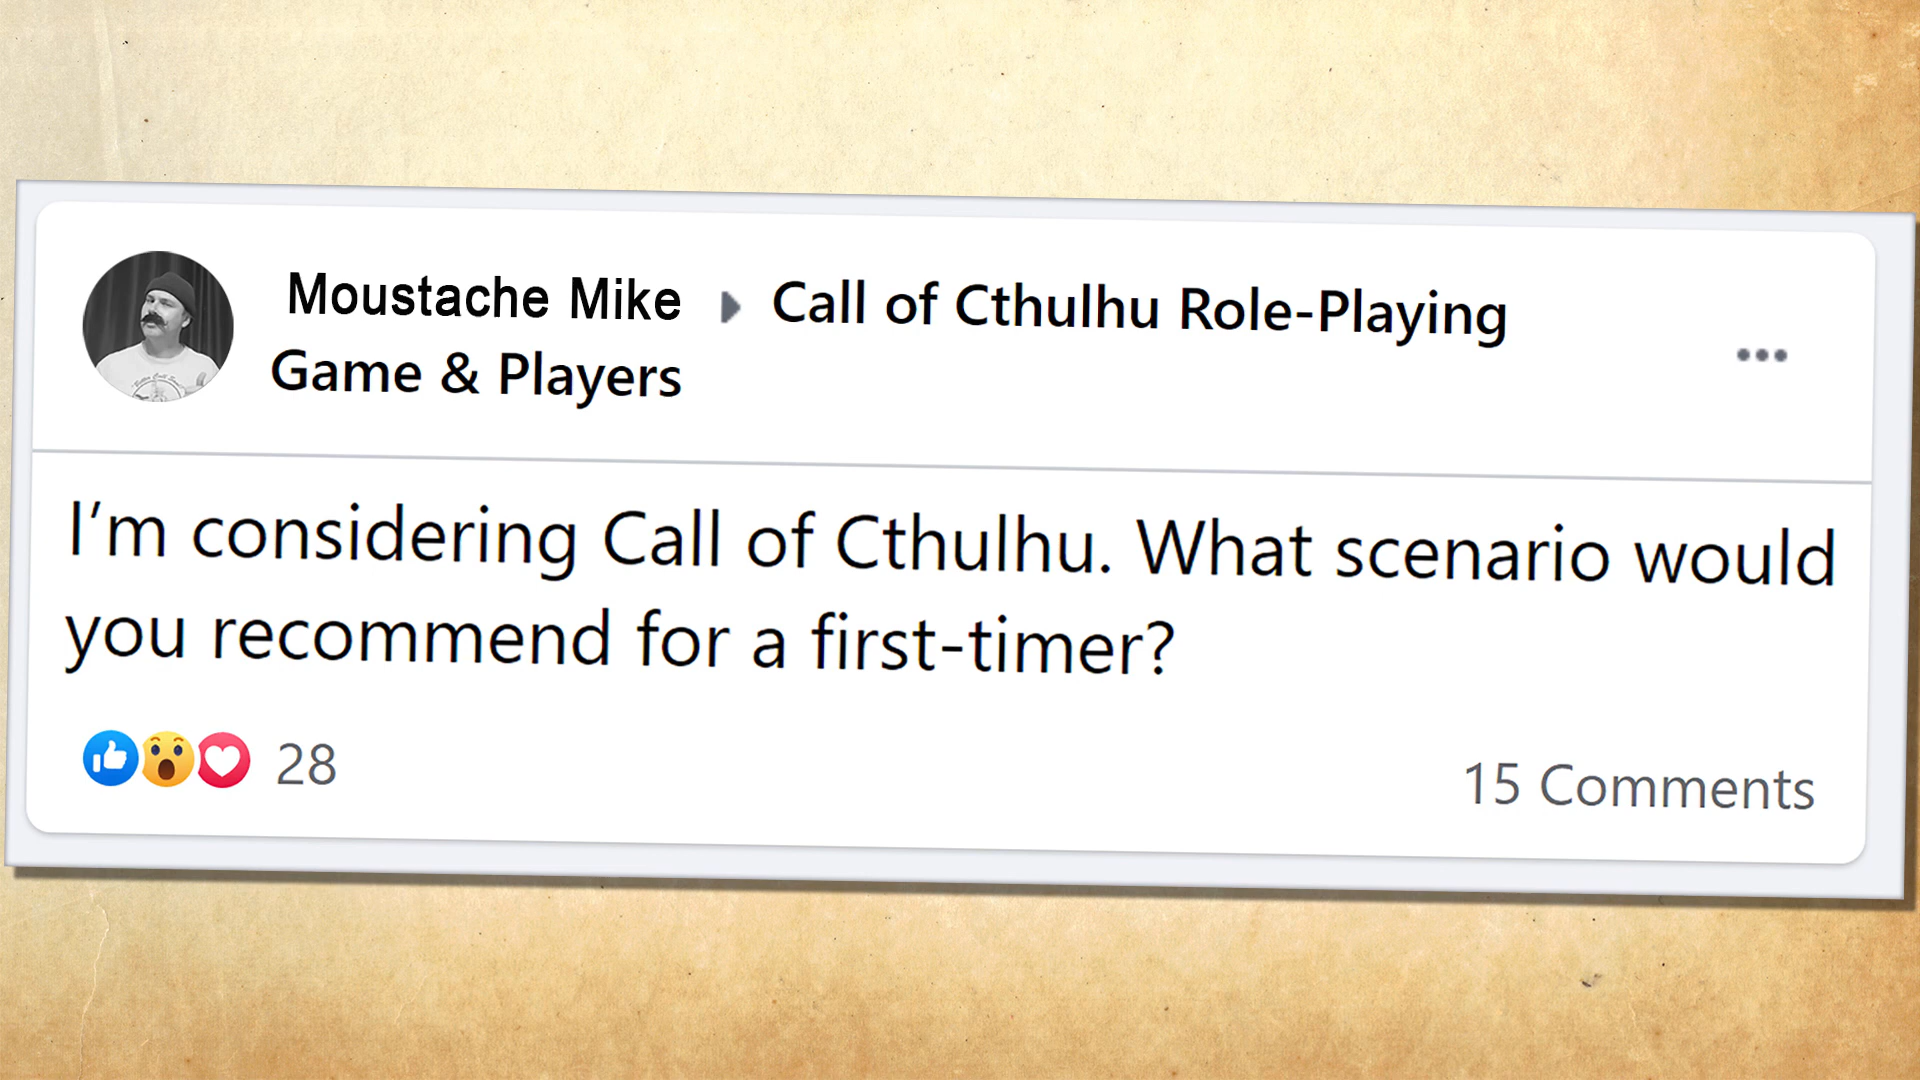 Moustache Mike Call of Cthulhu Role-Playing
Game & Players
I’m considering Call of Cthulhu. What scenario would
you recommend for a first-timer?
28
15 Comments